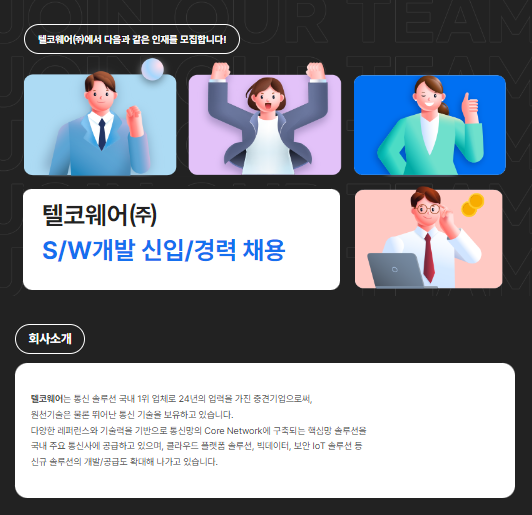 JOIN OUR TEAM
텔코웨어㈜에서 다음과 같은 인재를 모집합니다!
텔코웨어㈜
S/W개발 신입/경력 채용
회사소개
텔코웨어는 통신 솔루션 국내 1위 업체로 24년의 업력을 가진 중견기업으로써,
원천기술은 물론 뛰어난 통신 기술을 보유하고 있습니다.
다양한 레퍼런스와 기술력을 기반으로 통신망의 Core Network에 구축되는 핵심망 솔루션을
국내 주요 통신사에 공급하고 있으며, 클라우드 플랫폼 솔루션, 빅데이터, 보안 IoT 솔루션 등
신규 솔루션의 개발/공급도 확대해 나가고 있습니다.